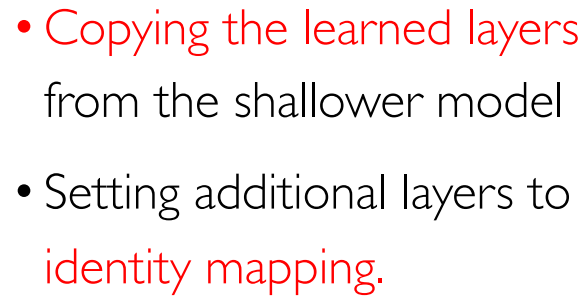 • Copying the learned layers
from the shallower model
• Setting additional layers to
identity mapping.